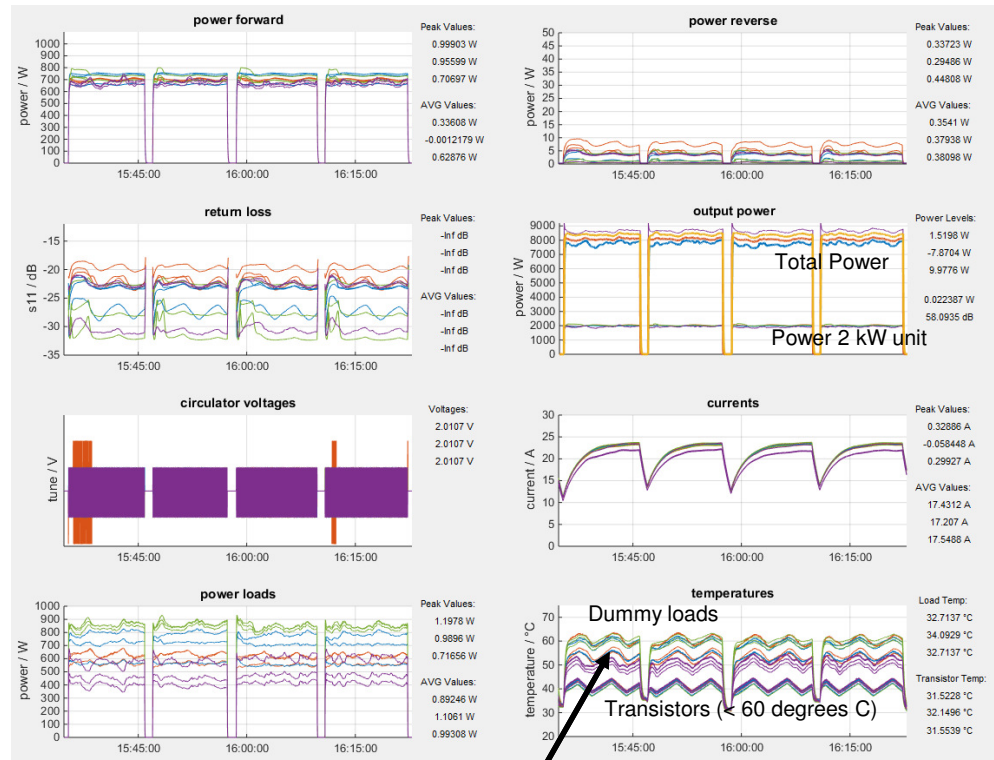 power forward
power / W
1000
900
800
700
600
500
400
300
200
100
0
15:45:00 16:00:00 16:15:00
Peak Values:
0.99903 W
0.95599 W
0.70697 W
AVG Values:
0.33608 W
-0.0012179 W
0.62876 W
power reverse
power / W
50
45
40
35
30
25
20
15
10
5
0
15:45:00 16:00:00 16:15:00
Peak Values:
0.33723 W
0.29486 W
0.44808 W
AVG Values:
0.3541 W
0.37938 W
0.38098 W
return loss
s11 / dB
-15
-20
-25
-30
-35
15:45:00 16:00:00 16:15:00
Peak Values:
-Inf dB
-Inf dB
-Inf dB
AVG Values:
-Inf dB
-Inf dB
-Inf dB
output power
power / W
9000
8000
7000
6000
5000
4000
3000
2000
1000
0
Total Power
Power 2 kW unit
15:45:00 16:00:00 16:15:00
Power Levels:
1.5198 W
-7.8704 W
9.9776 W
0.022387 W
58.0935 dB
circulator voltages
tune / V
15:45:00 16:00:00 16:15:00
Voltages:
2.0107 V
2.0107 V
2.0107 V
currents
current / A
30
25
20
15
10
5
0
15:45:00 16:00:00 16:15:00
Peak Values:
0.32886 A
-0.058448 A
0.29927 A
AVG Values:
17.4312 A
17.207 A
17.5488 A
power loads
power / W
1000
900
800
700
600
500
400
300
200
100
0
15:45:00 16:00:00 16:15:00
Peak Values:
1.1978 W
0.9896 W
0.71656 W
AVG Values:
0.89246 W
1.1061 W
0.99308 W
temperatures
temperature / °C
70
60
50
40
30
20
Dummy loads
Transistors (< 60 degrees C)
15:45:00 16:00:00 16:15:00
Load Temp:
32.7137 °C
34.0929 °C
32.7137 °C
Transistor Temp:
31.5228 °C
32.1496 °C
31.5539 °C